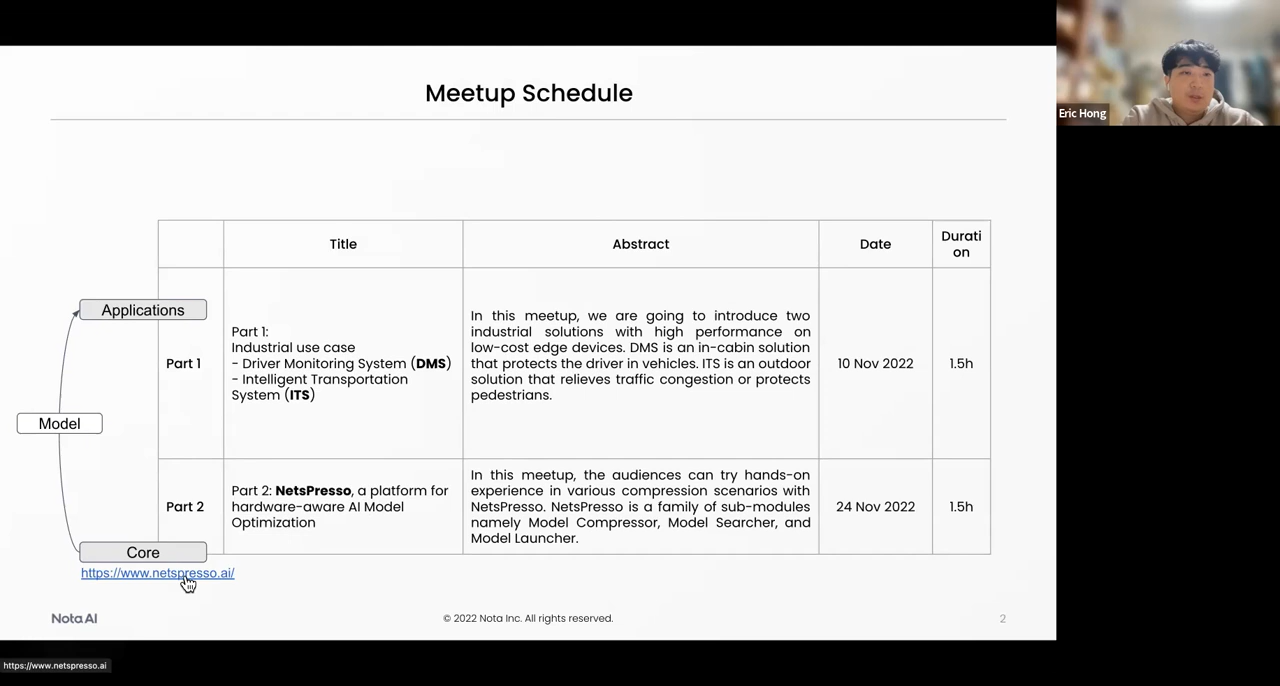 Meetup Schedule
Eric Hong
Title
Abstract
Date
Durati
on
Applications
Model
Core
https://www.netspresso.ai/
Part 1
Part 1:
Industrial use case
- Driver Monitoring System (DMS)
- Intelligent Transportation
System (ITS)
In this meetup, we are going to introduce two
industrial solutions with high performance on
low-cost edge devices. DMS is an in-cabin solution
that protects the driver in vehicles. ITS is an outdoor
solution that relieves traffic congestion or protects
pedestrians.
10 Nov 2022
1.5h
Part 2
Part 2: NetsPresso, a platform for
hardware-aware AI Model
Optimization
In this meetup, the audiences can try hands-on
experience in various compression scenarios with
NetsPresso. NetsPresso is a family of sub-modules
namely Model Compressor, Model Searcher, and
Model Launcher.
24 Nov 2022
1.5h
Nota AI
© 2022 Nota Inc. All rights reserved.
2
https://www.netspresso.ai